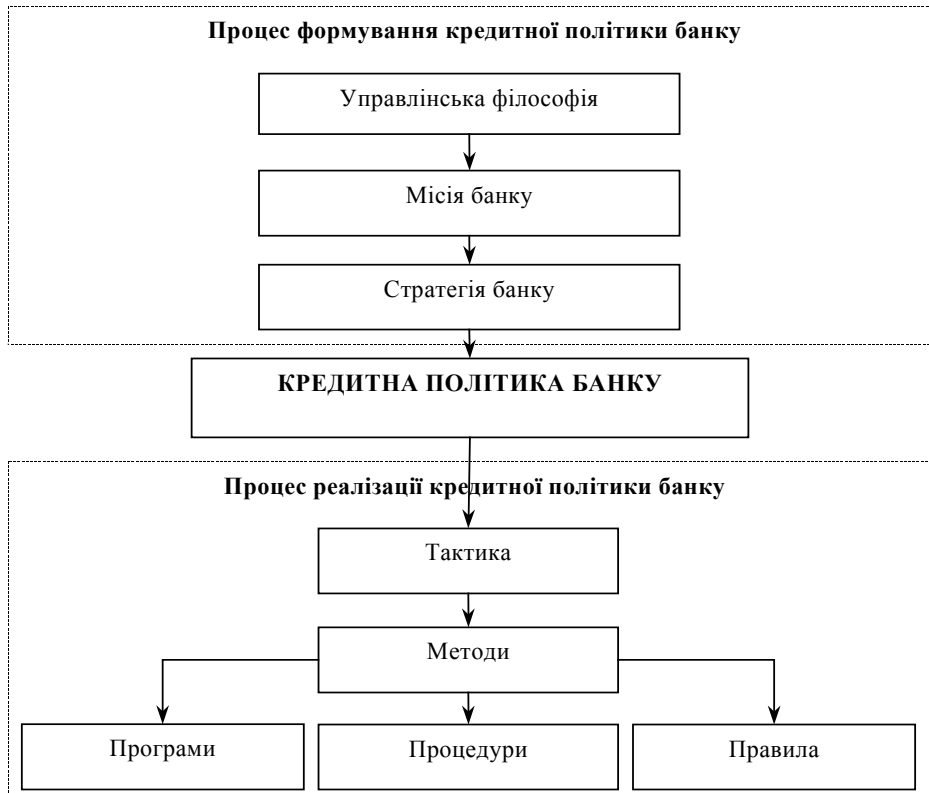 Процес формування кредитної політики банку
Управлінська філософія
Місія банку
Стратегія банку
КРЕДИТНА ПОЛІТИКА БАНКУ
Процес реалізації кредитної політики банку
Тактика
Методи
Програми
Процедури
Правила